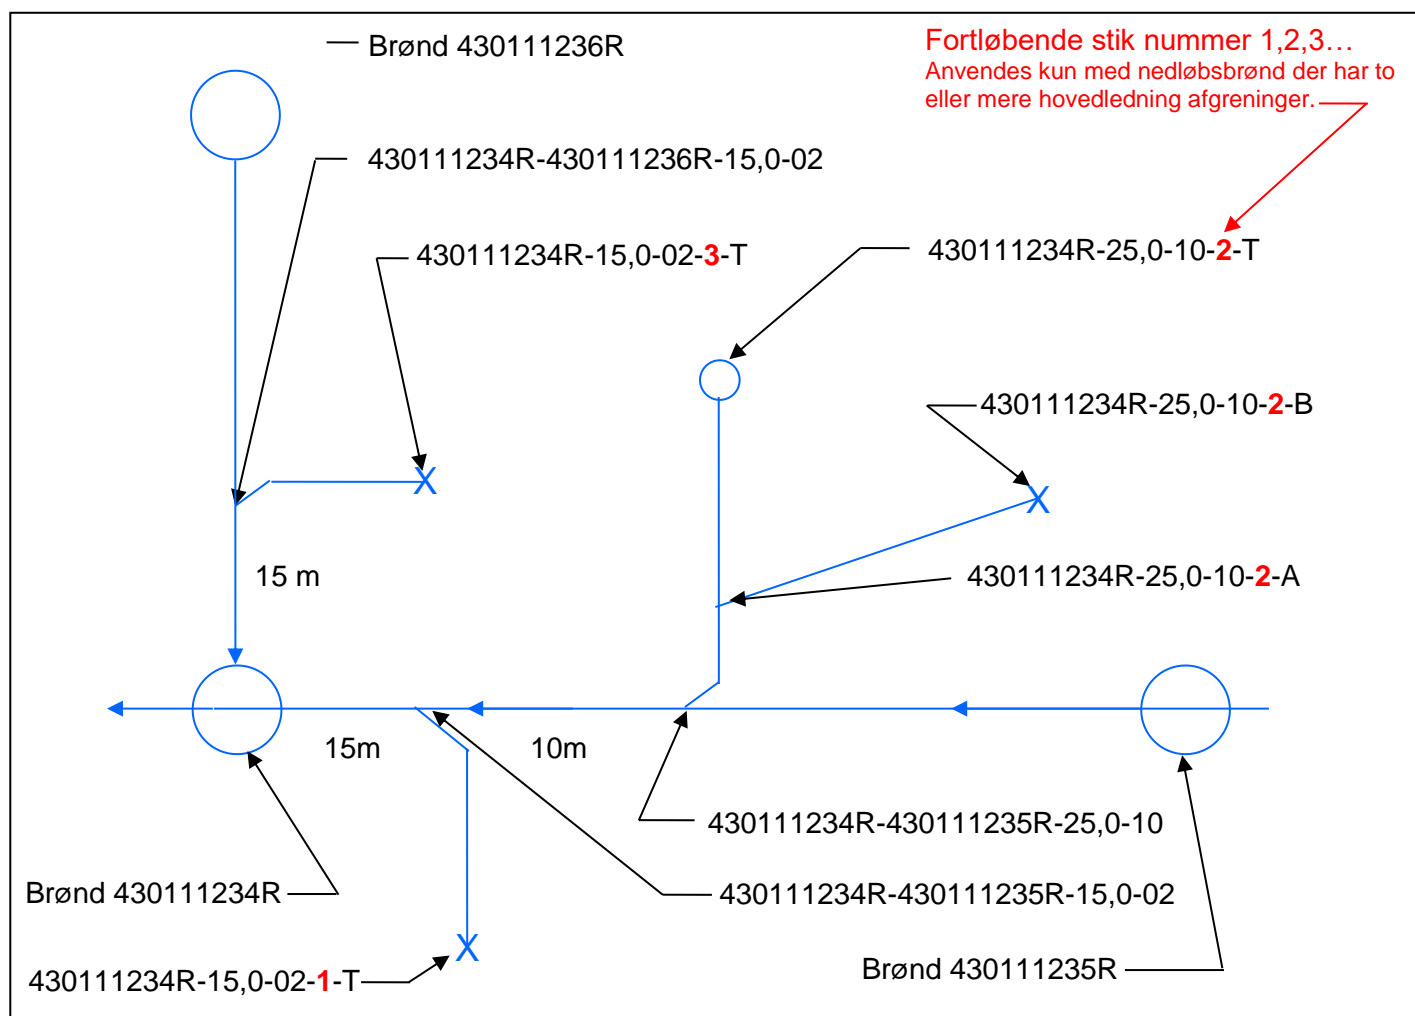 Brønd 430111236R
Fortløbende stik nummer 1,2,3…
Anvendes kun med nedløbsbrønd der har to
eller mere hovedledning afgreninger.
430111234R-430111236R-15,0-02
430111234R-15,0-02-3-T
430111234R-25,0-10-2-T
X
430111234R-25,0-10-2-B
X
15 m
430111234R-25,0-10-2-A
15m
10m
430111234R-430111235R-25,0-10
Brønd 430111234R
430111234R-430111235R-15,0-02
X
430111234R-15,0-02-1-T
Brønd 430111235R